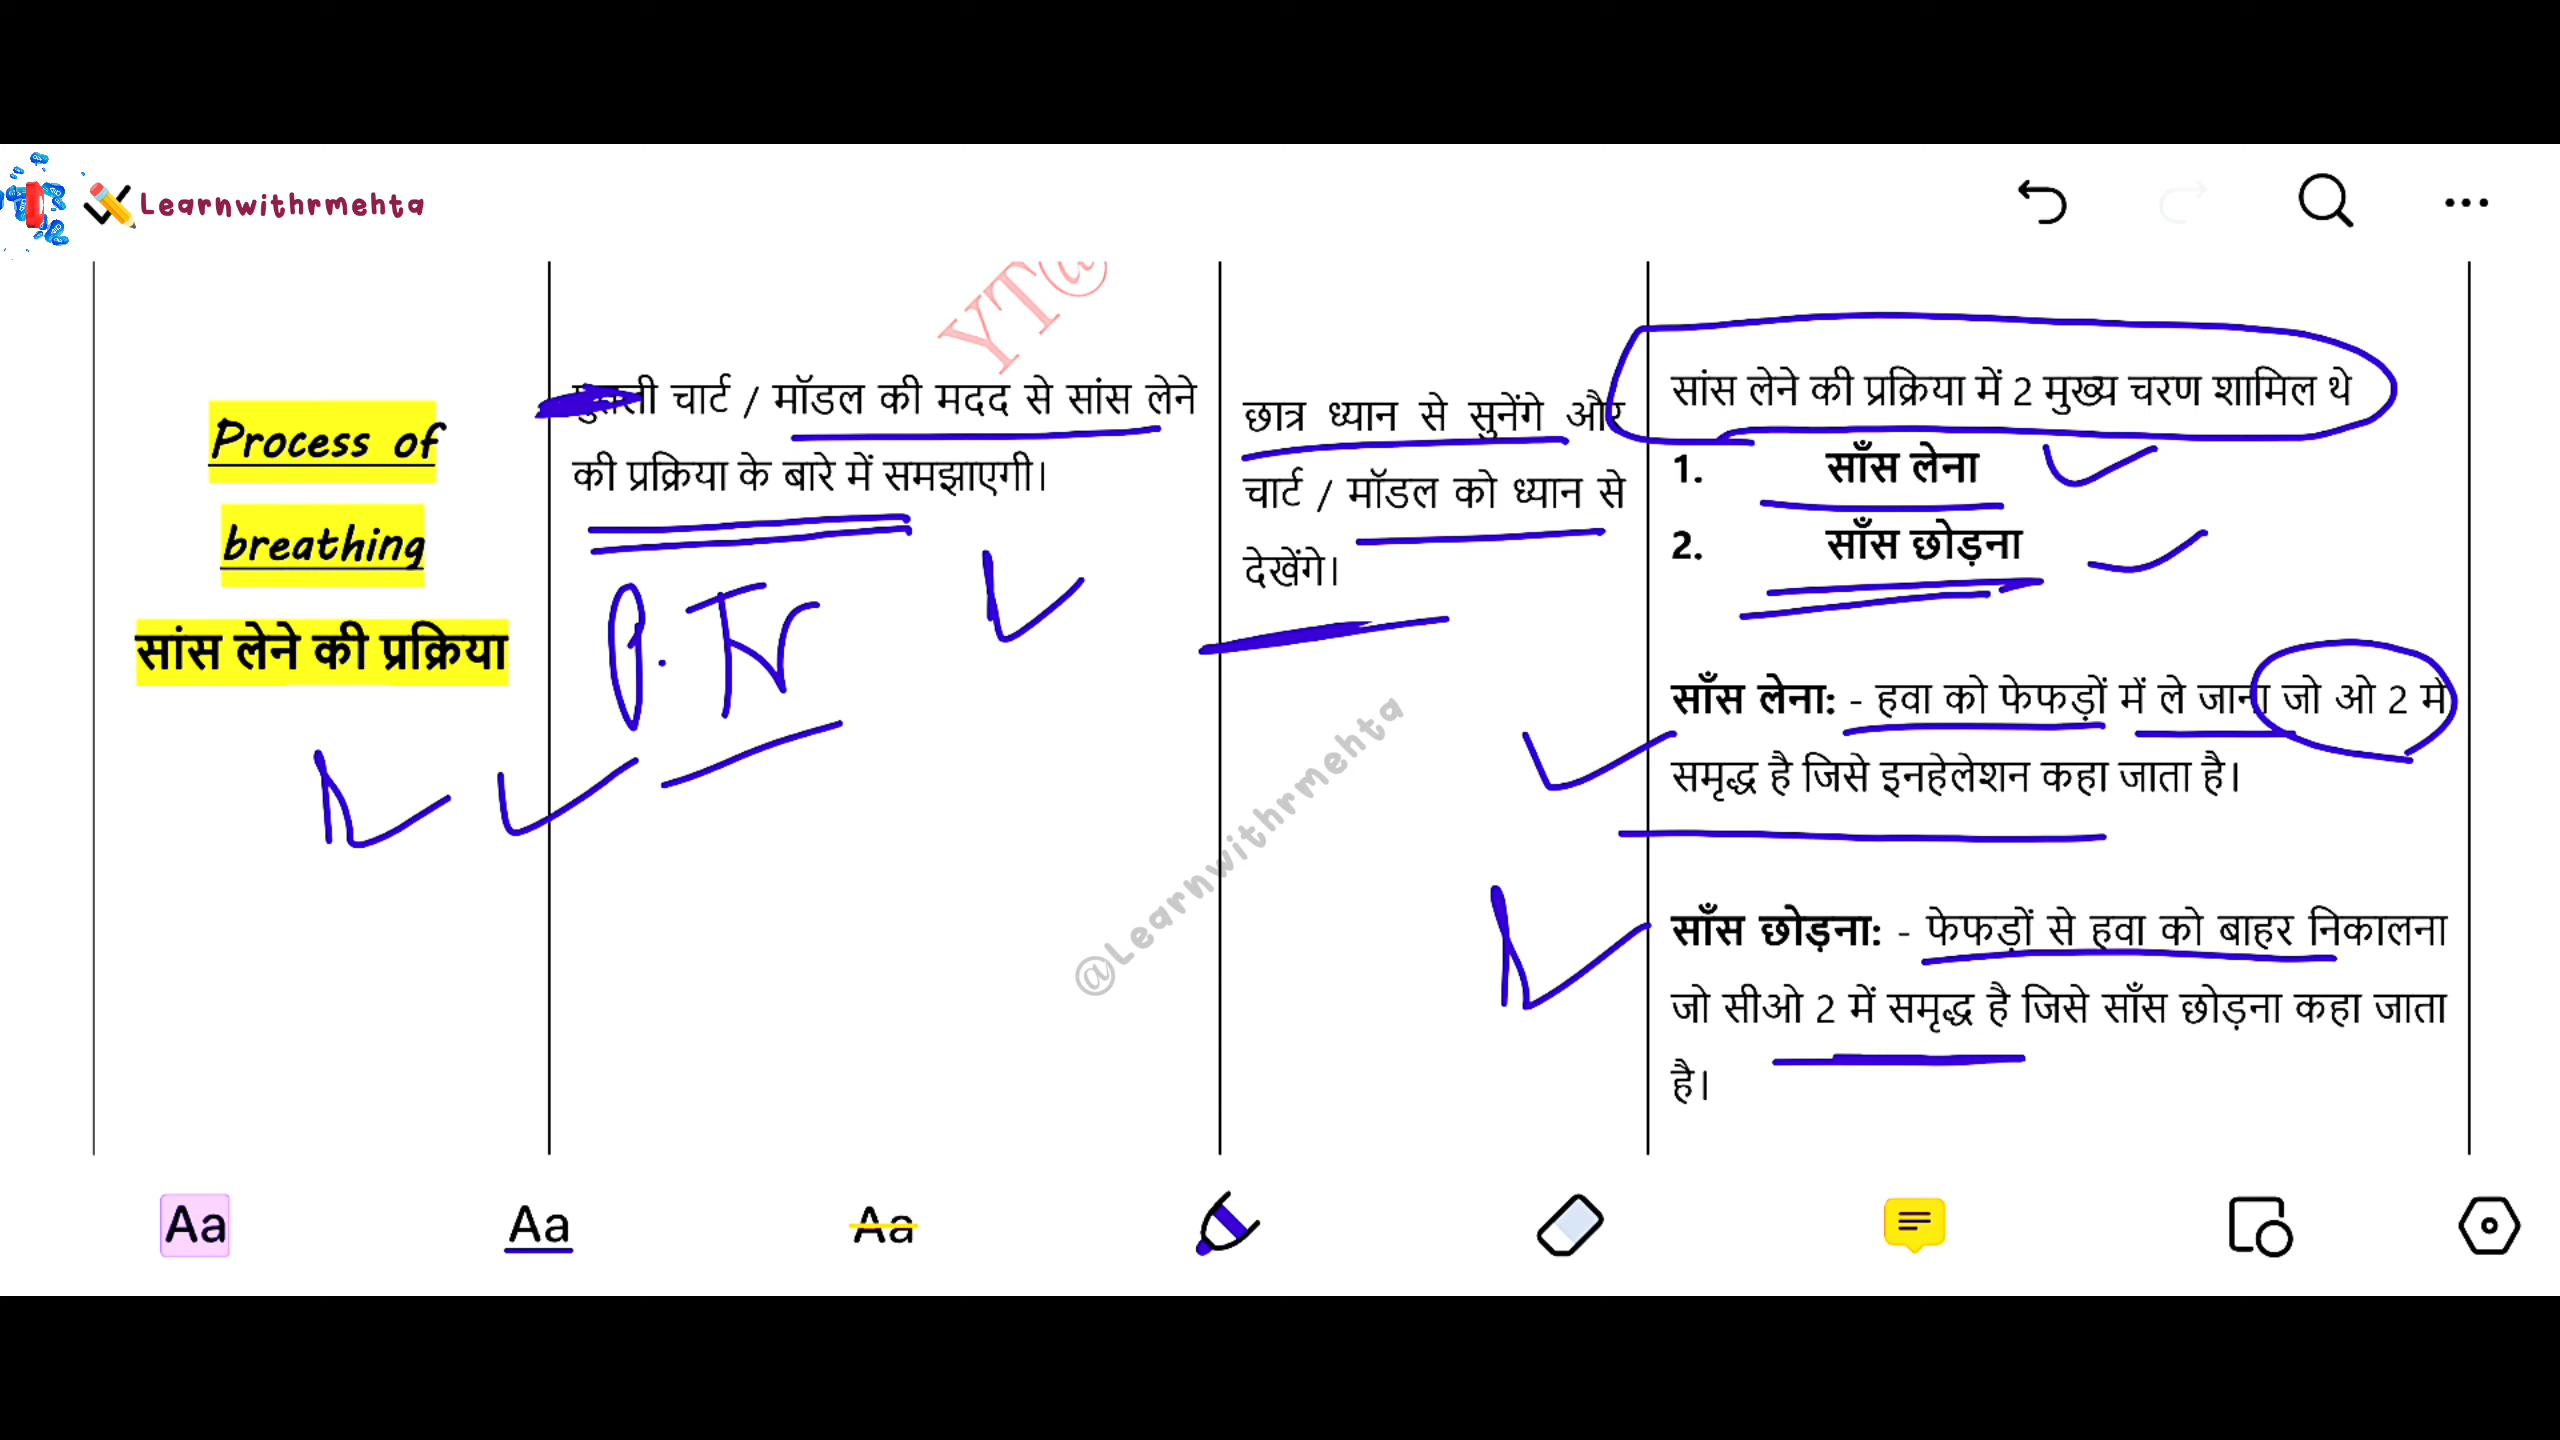 Learnwithrmehta
YT@
Process of
breathing
सांस लेने की प्रक्रिया
चार्ट / मॉडल की मदद से सांस लेने
की प्रक्रिया के बारे में समझाएगी।
छात्र ध्यान से सुनेंगे और
चार्ट / मॉडल को ध्यान से
देखेंगे।
सांस लेने की प्रक्रिया में 2 मुख्य चरण शामिल थे
1. साँस लेना
2. साँस छोड़ना
साँस लेना: - हवा को फेफड़ों में ले जाना जो ओ 2 में
समृद्ध है जिसे इनहेलेशन कहा जाता है।
साँस छोड़ना: - फेफड़ों से हवा को बाहर निकालना
जो सीओ 2 में समृद्ध है जिसे साँस छोड़ना कहा जाता
है।
@Learnwithrmehta
Aa
Aa
Aa